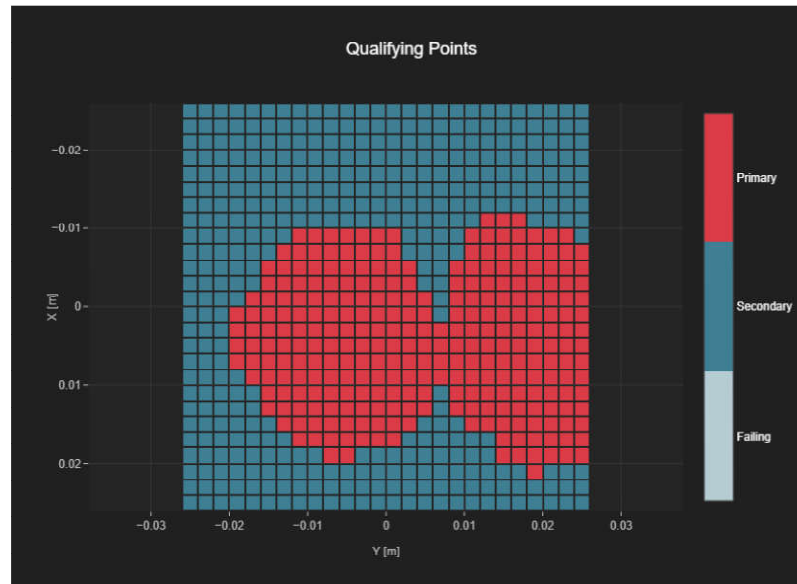 Qualifying Points
−0.02
−0.01
0
0.01
0.02
X [m]
−0.03
−0.02
−0.01
0
0.01
0.02
0.03
Y [m]
Primary
Secondary
Failing